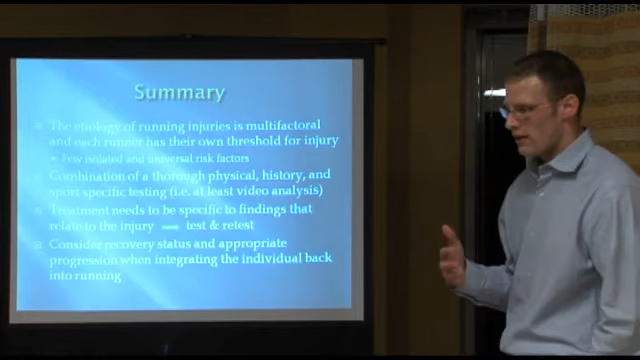 Summary
The etiology of running injuries is multifactoral
and each runner has their own threshold for injury
Few isolated and universal risk factors
Combination of a thorough physical, history, and
sport specific testing (i.e. at least video analysis)
Treatment needs to be specific to findings that
relate to the injury test & retest
Consider recovery status and appropriate
progression when integrating the individual back
into running